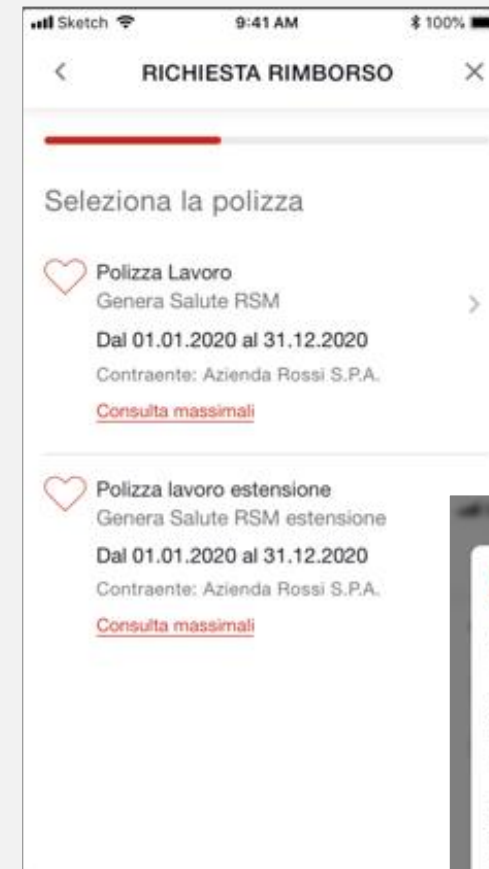 Sketch 9:41 AM 100%
RICHIESTA RIMBORSO
Seleziona la polizza
Polizza Lavoro
Genera Salute RSM
Dal 01.01.2020 al 31.12.2020
Contraente: Azienda Rossi S.P.A.
Consulta massimali
Polizza lavoro estensione
Genera Salute RSM estensione
Dal 01.01.2020 al 31.12.2020
Contraente: Azienda Rossi S.P.A.
Consulta massimali